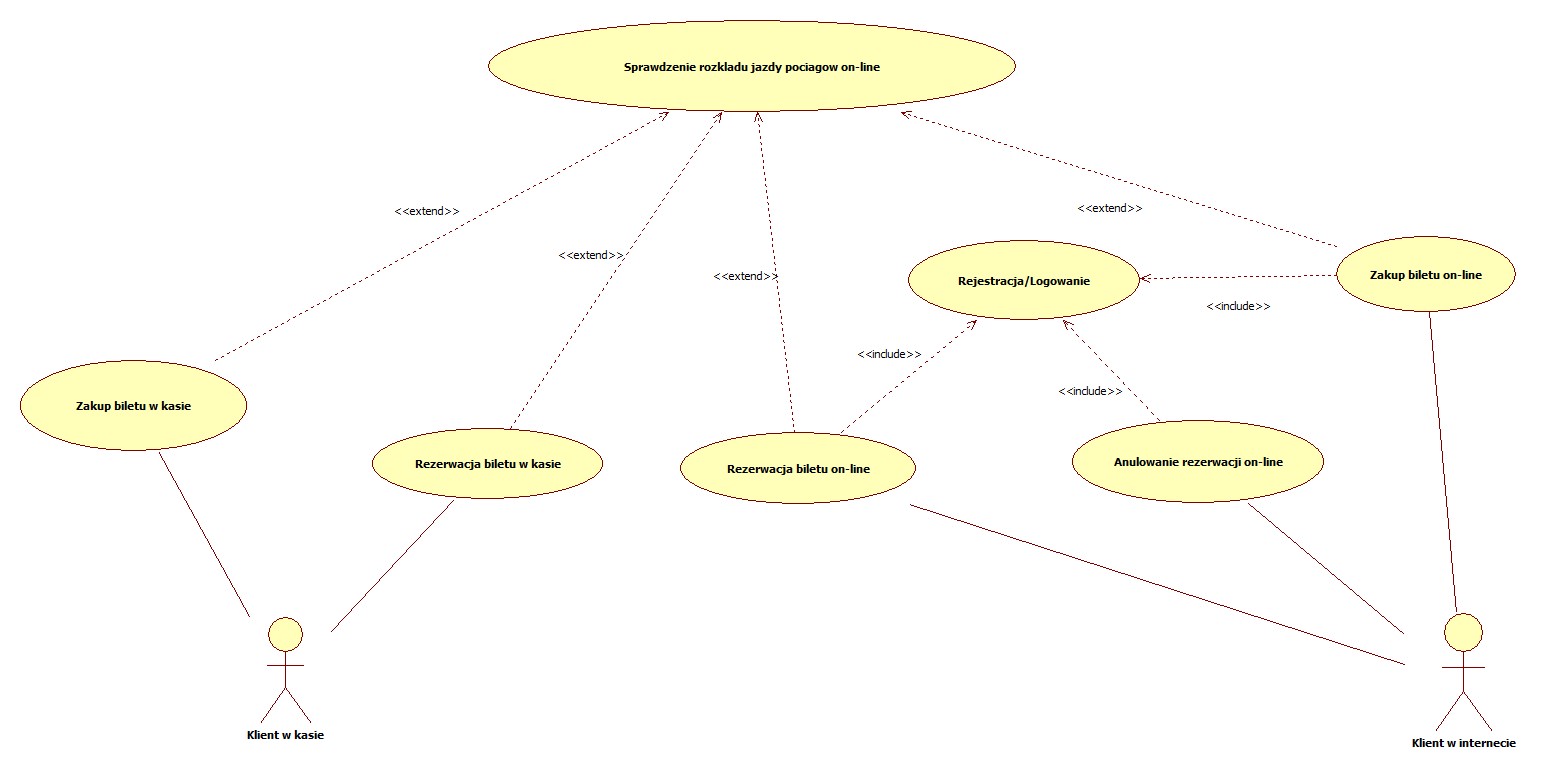 Sprawdzenie rozkladu jazdy pociagow on-line
<<extend>>
<<extend>>
<<extend>>
<<extend>>
Rejestracja/Logowanie
Zakup biletu on-line
<<include>>
<<include>>
<<include>>
Zakup biletu w kasie
Rezerwacja biletu w kasie
Rezerwacja biletu on-line
Anulowanie rezerwacji on-line
Klient w kasie
Klient w internecie